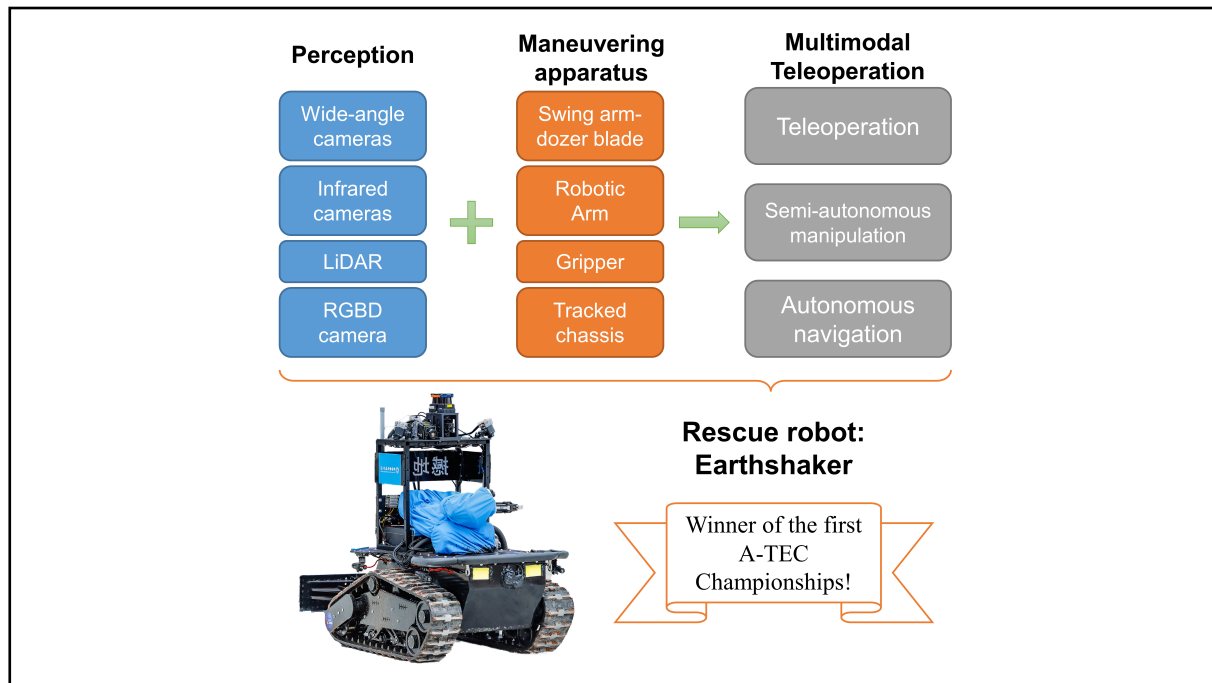 Perception
Wide-angle
cameras
Infrared
cameras
LiDAR
RGBD
camera
Maneuvering
apparatus
Swing arm-
dozer blade
Robotic
Arm
Gripper
Tracked
chassis
Multimodal
Teleoperation
Teleoperation
Semi-autonomous
manipulation
Autonomous
navigation
Rescue robot:
Earthshaker
Winner of the first
A-TEC
Championships!